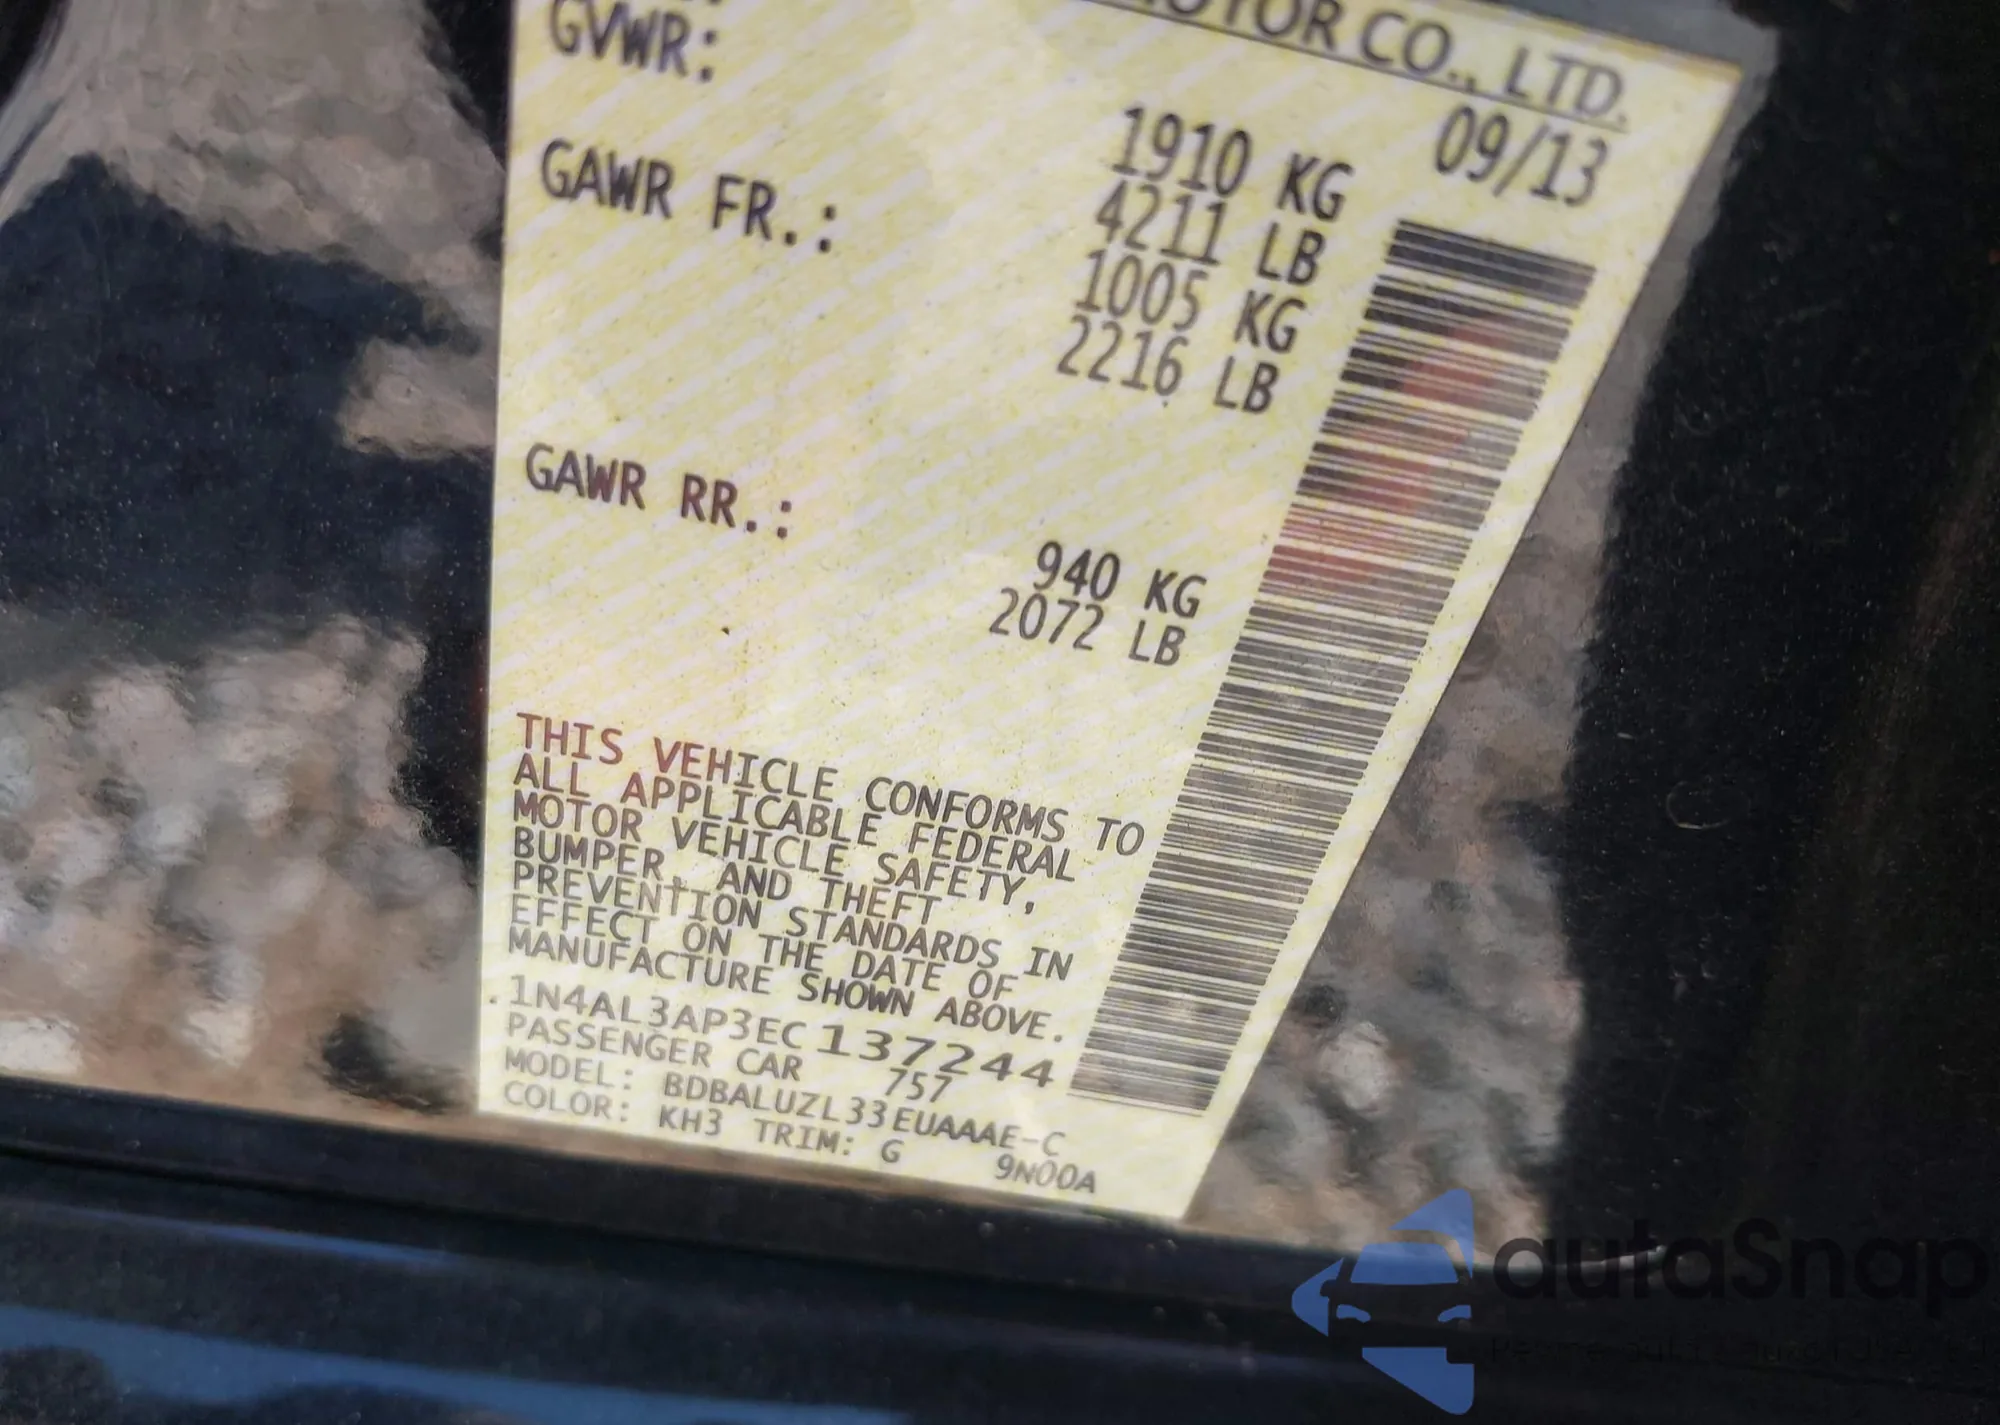 MOTOR CO., LTD.
09/13
GVWR:
1910 KG
4211 LB
GAWR FR.:
1005 KG
2216 LB
GAWR RR.:
940 KG
2072 LB
THIS VEHICLE CONFORMS TO
ALL APPLICABLE FEDERAL
MOTOR VEHICLE SAFETY,
BUMPER, AND THEFT
PREVENTION STANDARDS IN
EFFECT ON THE DATE OF
MANUFACTURE SHOWN ABOVE.
1N4AL3AP3EC137244
PASSENGER CAR 757
MODEL: BDBALUZL33EUAAAE-C
COLOR: KH3 TRIM: G 9N00A
autaSnap